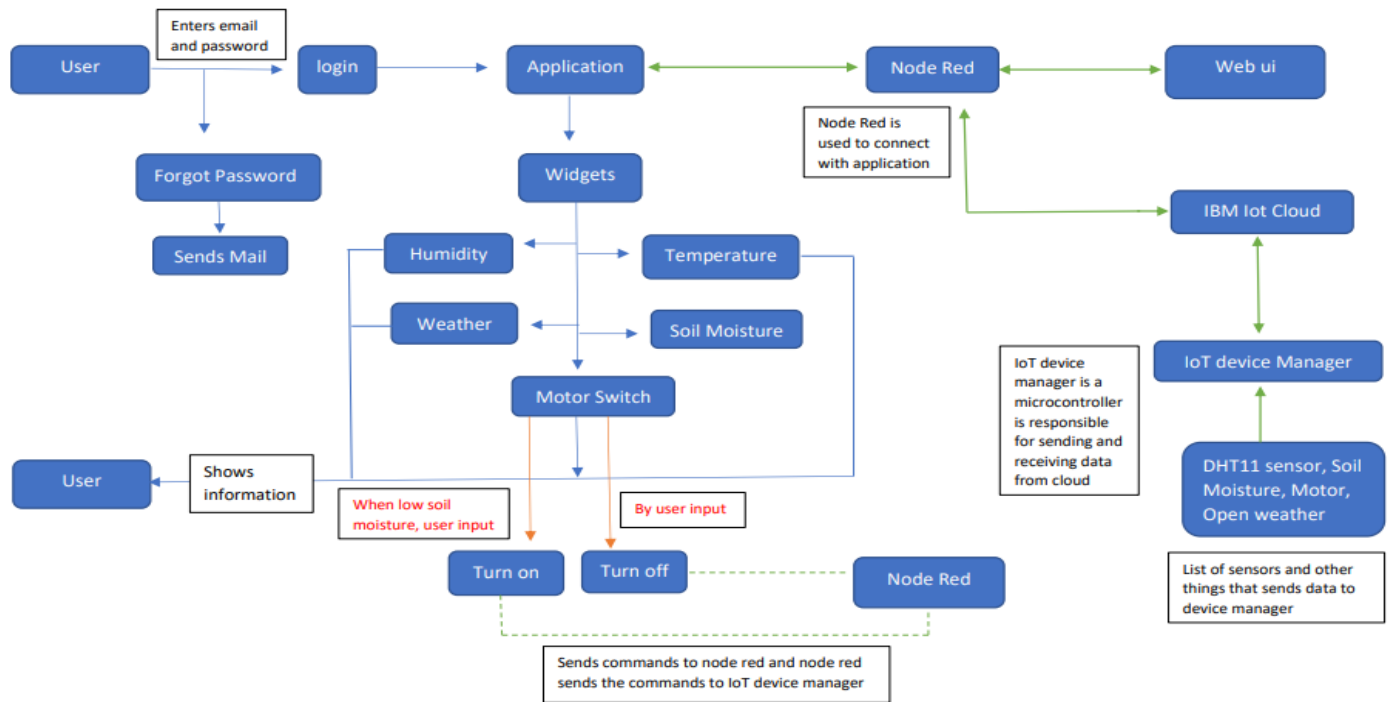 Enters email
and password
User
login
Application
Node Red
Web ui
Node Red is
used to connect
with application
Forgot Password
Widgets
IBM Iot Cloud
Sends Mail
Humidity
Temperature
Weather
Soil Moisture
IoT device
manager is a
microcontroller
is responsible
for sending and
receiving data
from cloud
IoT device Manager
Motor Switch
User
Shows
information
When low soil
moisture, user input
By user input
DHT11 sensor, Soil
Moisture, Motor,
Open weather
Turn on
Turn off
Node Red
List of sensors and other
things that sends data to
device manager
Sends commands to node red and node red
sends the commands to IoT device manager